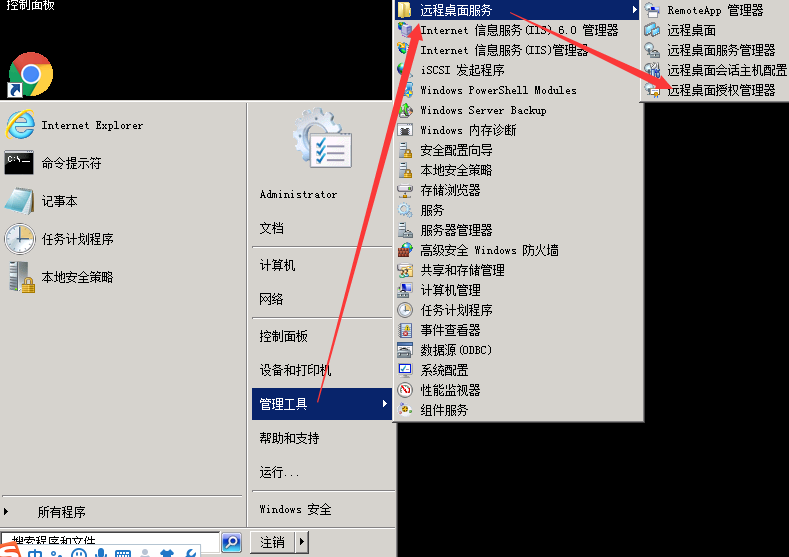 控制面板
Internet Explorer
命令提示符
记事本
任务计划程序
本地安全策略
所有程序
搜索程序和文件
中
Administrator
文档
计算机
网络
控制面板
设备和打印机
管理工具
帮助和支持
运行...
Windows 安全
注销
远程桌面服务
Internet 信息服务(IIS) 6.0 管理器
Internet 信息服务(IIS)管理器
iSCSI 发起程序
Windows PowerShell Modules
Windows Server Backup
Windows 内存诊断
安全配置向导
本地安全策略
存储浏览器
服务
服务器管理器
高级安全 Windows 防火墙
共享和存储管理
计算机管理
任务计划程序
事件查看器
数据源(ODBC)
系统配置
性能监视器
组件服务
RemoteApp 管理器
远程桌面
远程桌面服务管理器
远程桌面会话主机配置
远程桌面授权管理器